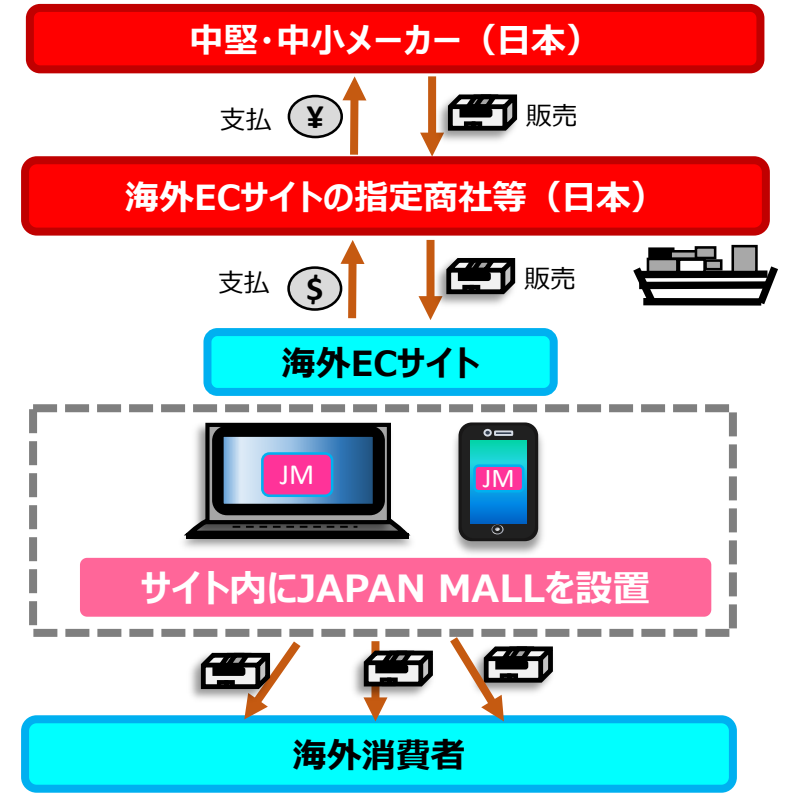 中堅・中小メーカー（日本）
支払 ¥ 販売
海外ECサイトの指定商社等（日本）
支払 $ 販売
海外ECサイト
JM JM
サイト内にJAPAN MALLを設置
海外消費者